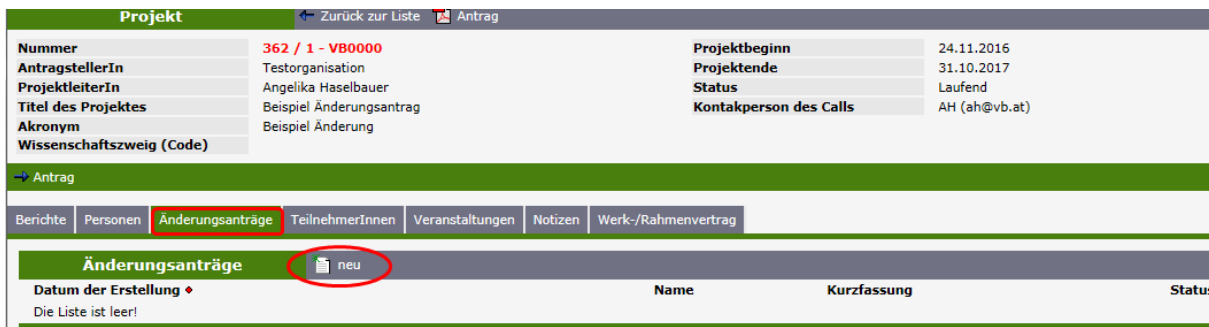 Projekt Zurück zur Liste Antrag
Nummer 362 / 1 - VB0000 Projektbeginn 24.11.2016
AntragstellerIn Testorganisation Projektende 31.10.2017
ProjektleiterIn Angelika Haselbauer Status Laufend
Titel des Projektes Beispiel Änderungsantrag Kontakperson des Calls AH (ah@vb.at)
Akronym Beispiel Änderung
Wissenschaftszweig (Code)
Antrag
Berichte Personen Änderungsanträge TeilnehmerInnen Veranstaltungen Notizen Werk-/Rahmenvertrag
Änderungsanträge neu
Datum der Erstellung Name Kurzfassung Status
Die Liste ist leer!